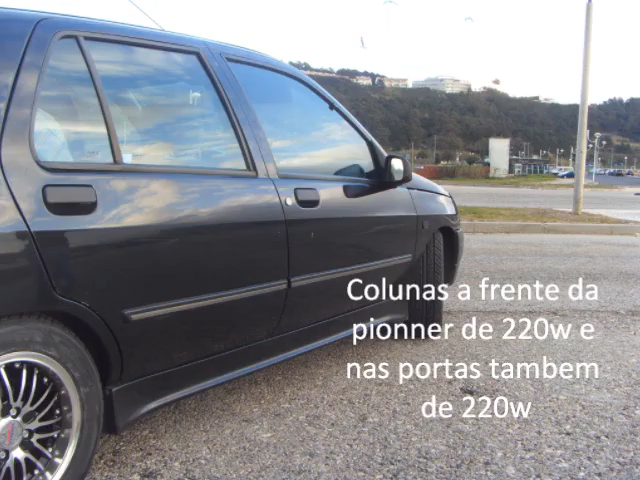 Colunas a frente da
pionner de 220w e
nas portas tambem
de 220w